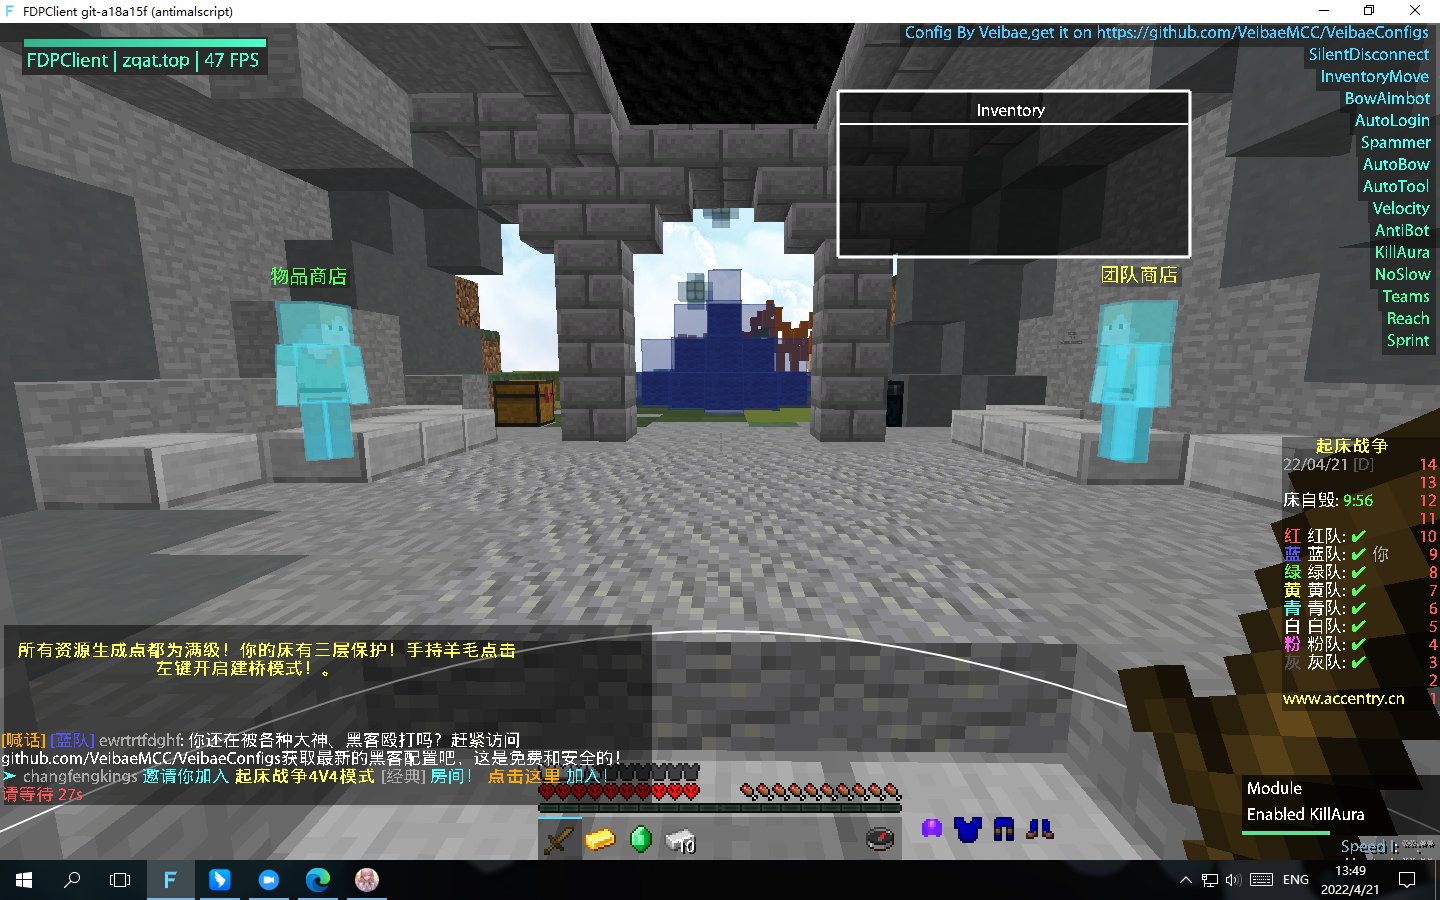 FDPClient git-a18a15f (antimalscript)
FDPClient | zqat.top | 47 FPS
Config By Veibae,get it on https://github.com/VeibaeMCC/VeibaeConfigs
SilentDisconnect
InventoryMove
BowAimbot
AutoLogin
Spammer
AutoBow
AutoTool
Velocity
AntiBot
KillAura
NoSlow
Teams
Reach
Sprint
Inventory
物品商店
团队商店
起床战争
22/04/21 [D] 14
13
床自毁: 9:56 12
11
红 红队: ✔ 10
蓝 蓝队: ✔ 你 9
绿 绿队: ✔ 8
黄 黄队: ✔ 7
青 青队: ✔ 6
白 白队: ✔ 5
粉 粉队: ✔ 4
灰 灰队: ✔ 3
2
www.accentry.cn 1
所有资源生成点都为满级！你的床有三层保护！手持羊毛点击
左键开启建桥模式！。
[喊话] [蓝队] ewrtrtfdghf: 你还在被各种大神、黑客殴打吗？赶紧访问
github.com/VeibaeMCC/VeibaeConfigs获取最新的黑客配置吧，这是免费和安全的！
➤ changfengkings 邀请你加入 起床战争4V4模式 [经典] 房间！ 点击这里 加入！
请等待 27s
10
Module
Enabled KillAura
Speed I:
F
ENG
13:49
2022/4/21